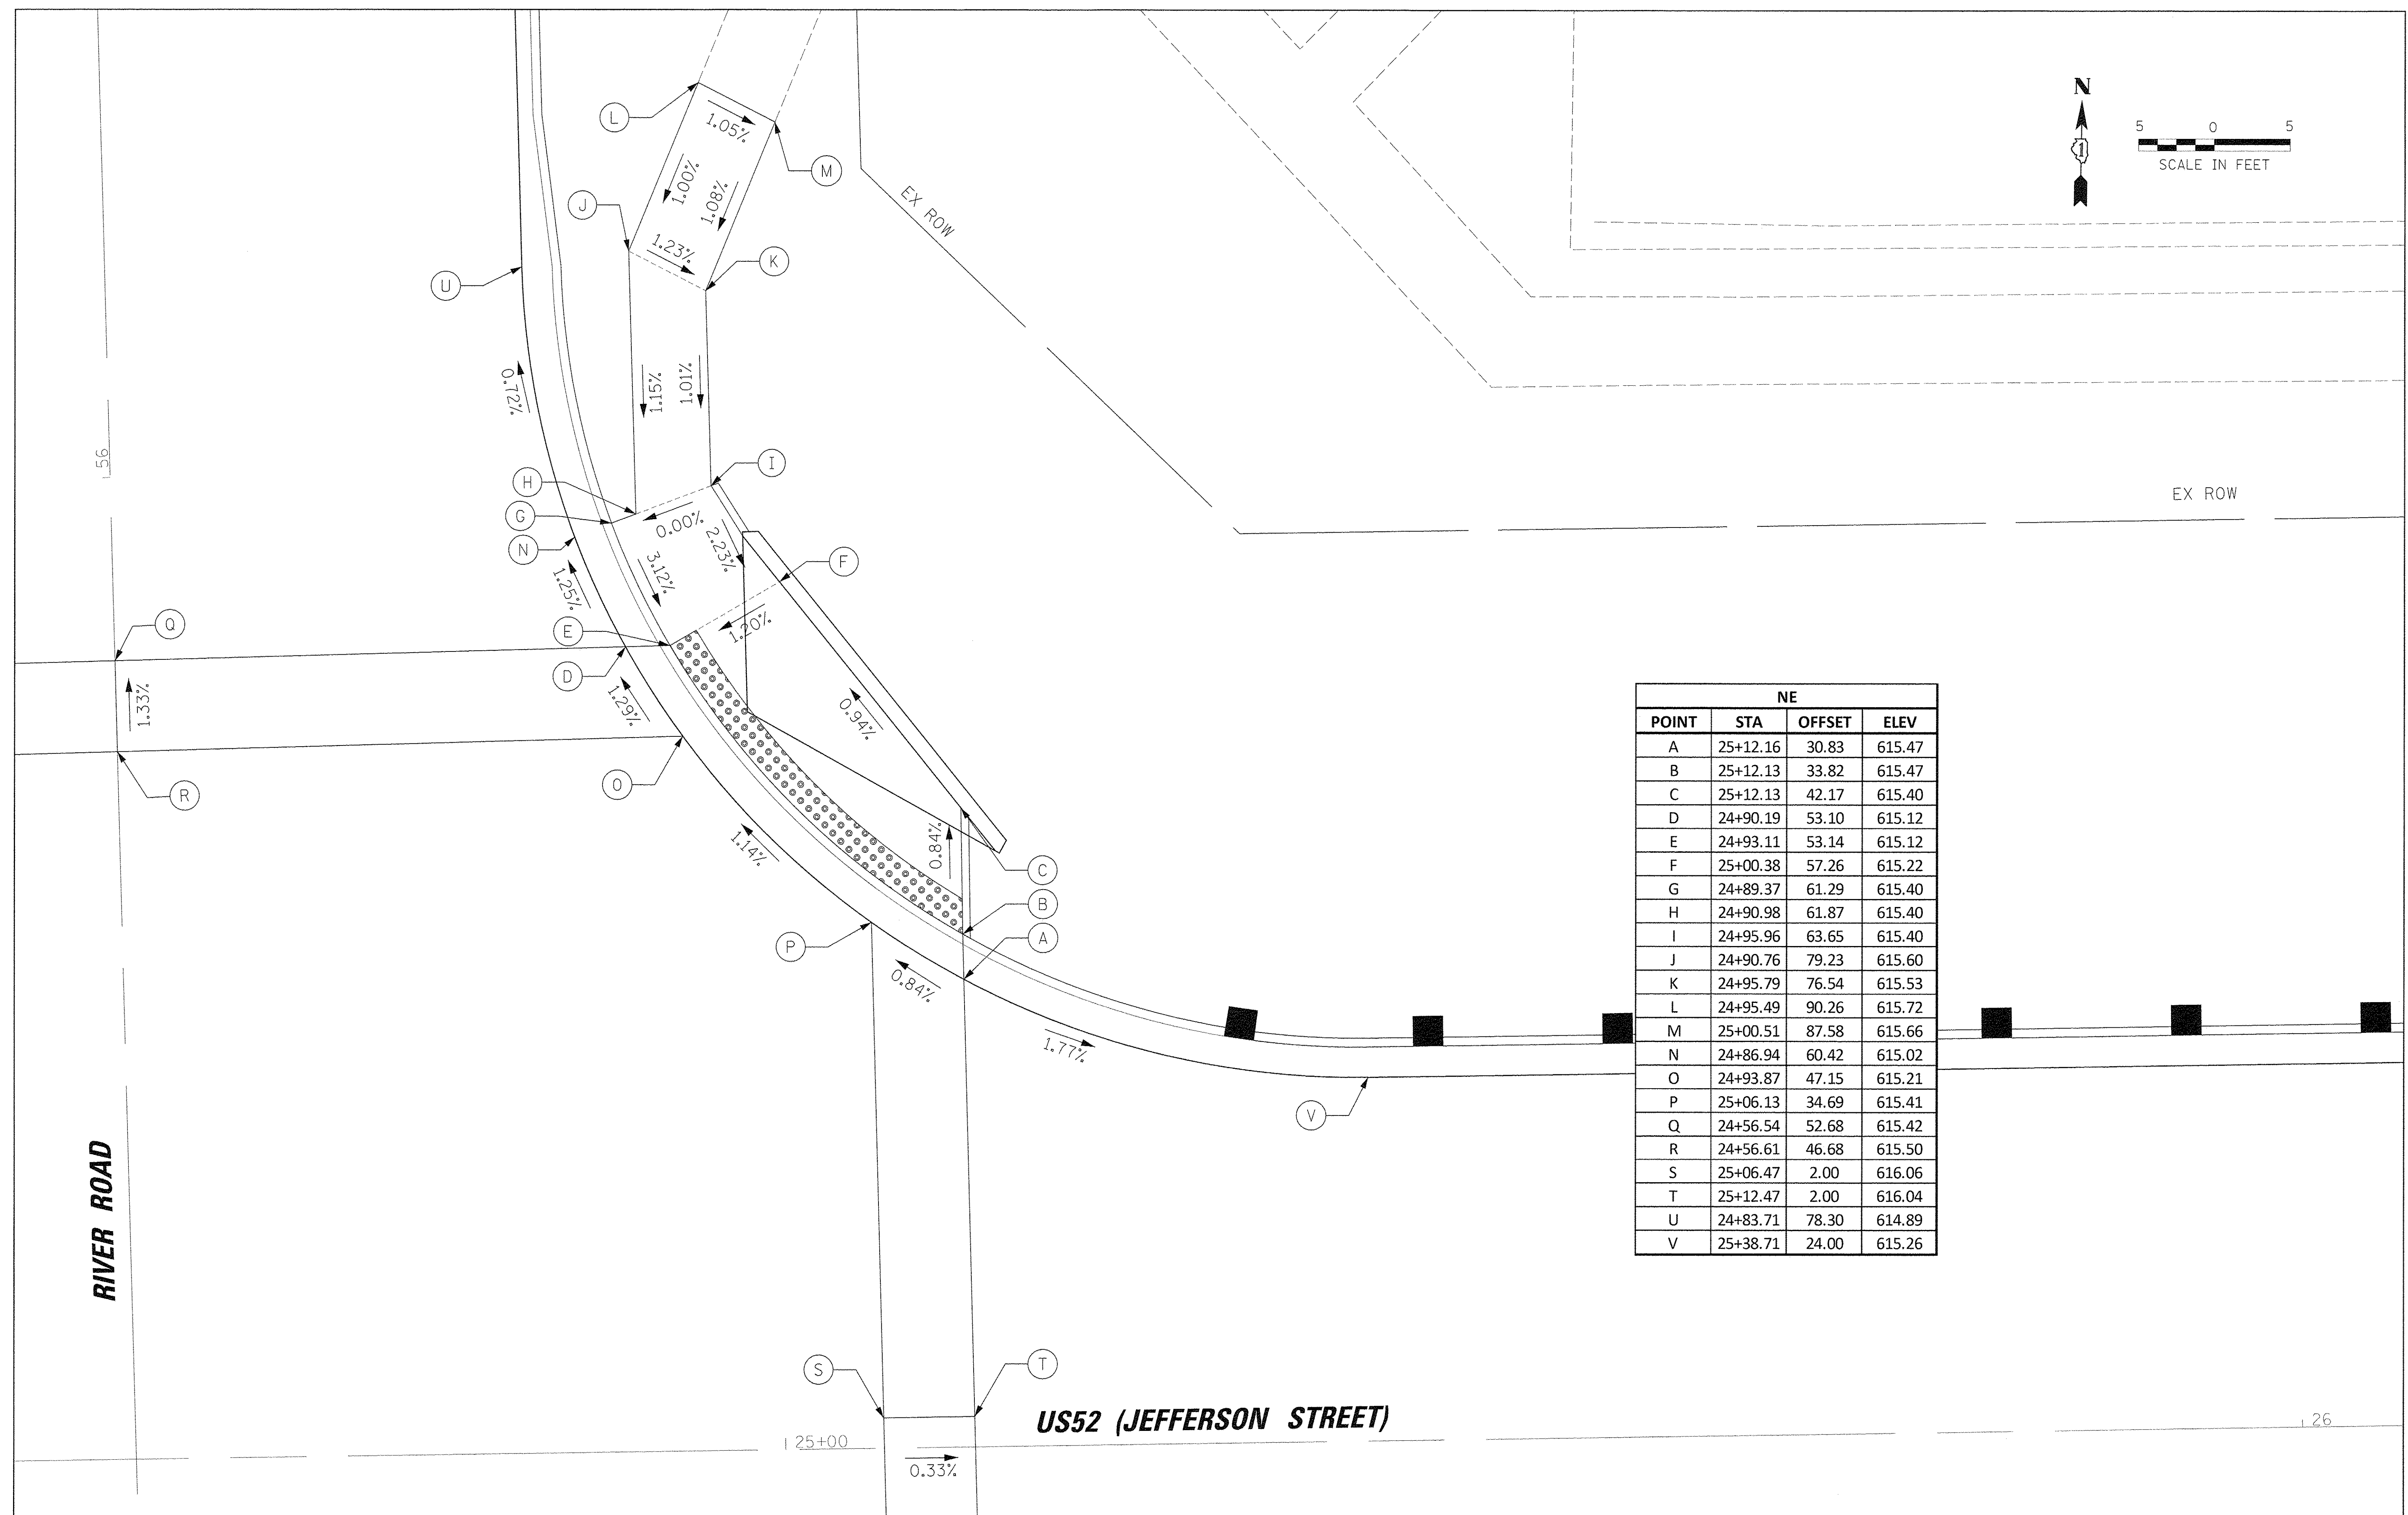 N
5 0 5
SCALE IN FEET
L
1.05%
M
1.00%
1.08%
J
1.23%
K
EX ROW
U
0.72%
1.15%
1.01%
56
I
H
G
N
0.00%
2.23%
3.12%
F
EX ROW
1.25%
Q
E
1.20%
D
1.33%
1.29%
0.94%
R
O
1.14%
0.84%
C
B
P
A
0.84%
1.77%
V
RIVER ROAD
S
T
US52 (JEFFERSON STREET)
25+00
26
0.33%
NE
POINT STA OFFSET ELEV
A 25+12.16 30.83 615.47
B 25+12.13 33.82 615.47
C 25+12.13 42.17 615.40
D 24+90.19 53.10 615.12
E 24+93.11 53.14 615.12
F 25+00.38 57.26 615.22
G 24+89.37 61.29 615.40
H 24+90.98 61.87 615.40
I 24+95.96 63.65 615.40
J 24+90.76 79.23 615.60
K 24+95.79 76.54 615.53
L 24+95.49 90.26 615.72
M 25+00.51 87.58 615.66
N 24+86.94 60.42 615.02
O 24+93.87 47.15 615.21
P 25+06.13 34.69 615.41
Q 24+56.54 52.68 615.42
R 24+56.61 46.68 615.50
S 25+06.47 2.00 616.06
T 25+12.47 2.00 616.04
U 24+83.71 78.30 614.89
V 25+38.71 24.00 615.26